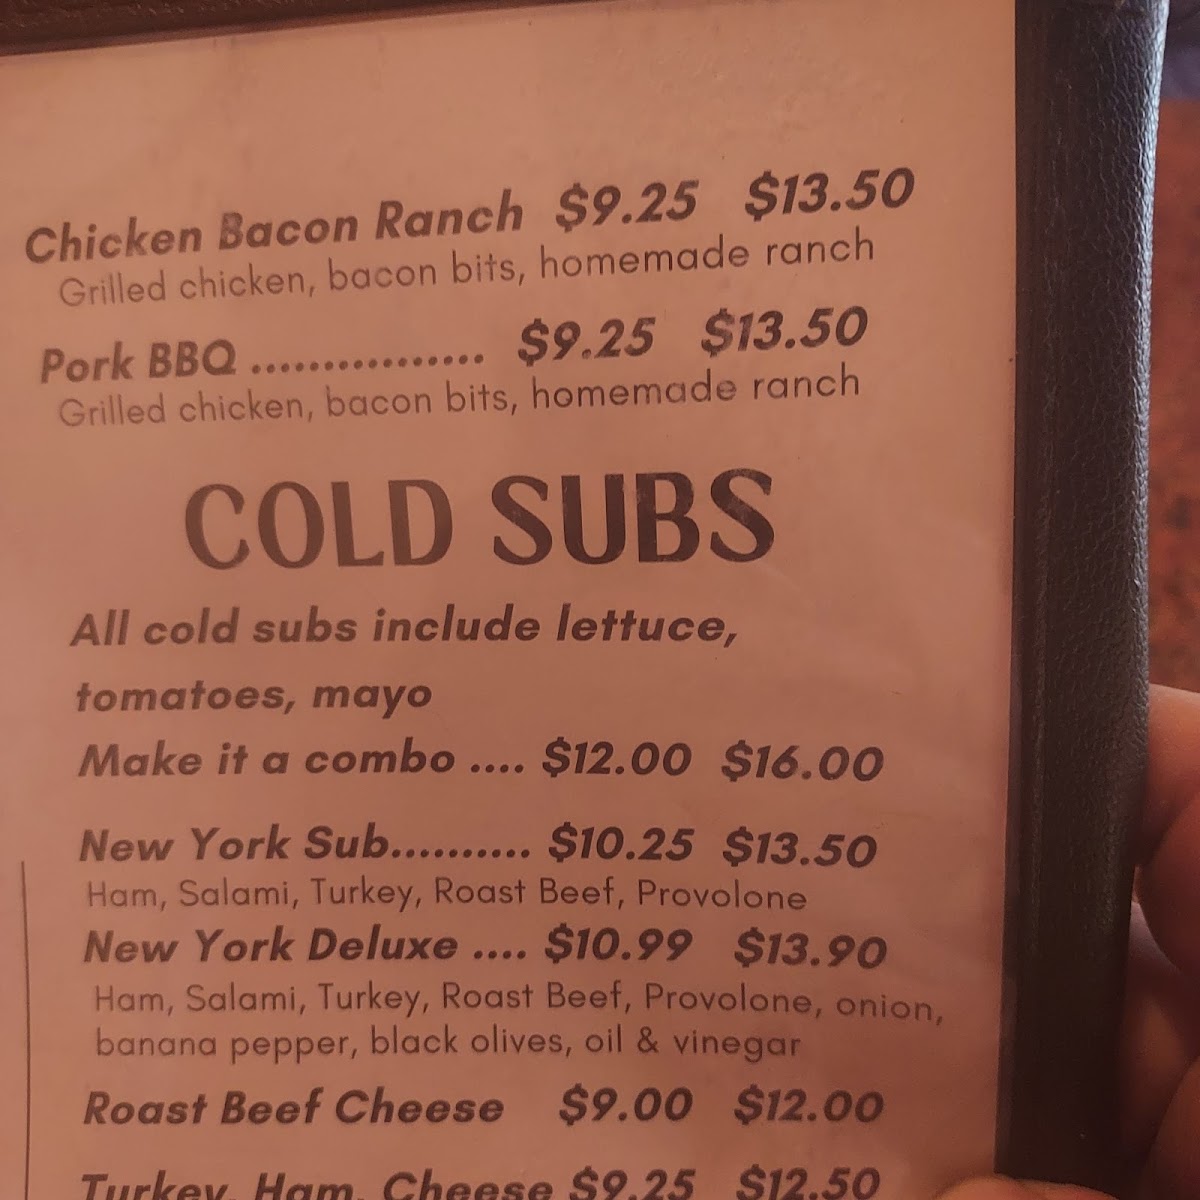 Chicken Bacon Ranch $9.25 $13.50
Grilled chicken, bacon bits, homemade ranch
Pork BBQ ................ $9.25 $13.50
Grilled chicken, bacon bits, homemade ranch
COLD SUBS
All cold subs include lettuce,
tomatoes, mayo
Make it a combo .... $12.00 $16.00
New York Sub.......... $10.25 $13.50
Ham, Salami, Turkey, Roast Beef, Provolone
New York Deluxe .... $10.99 $13.90
Ham, Salami, Turkey, Roast Beef, Provolone, onion,
banana pepper, black olives, oil & vinegar
Roast Beef Cheese $9.00 $12.00
Turkey, Ham, Cheese $9.25 $12.50